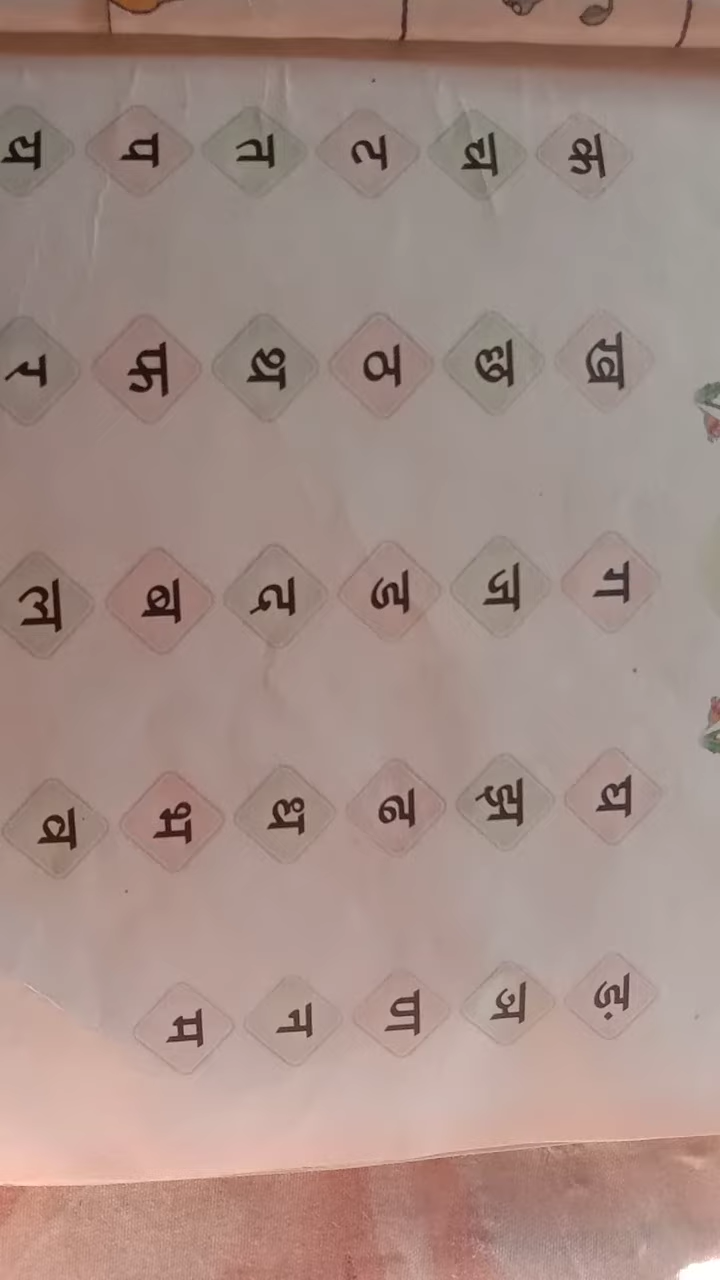 क ख ग घ ङ
च छ ज झ ञ
ट ठ ड ढ ण
त थ द ध न
प फ ब भ म
य र ल व